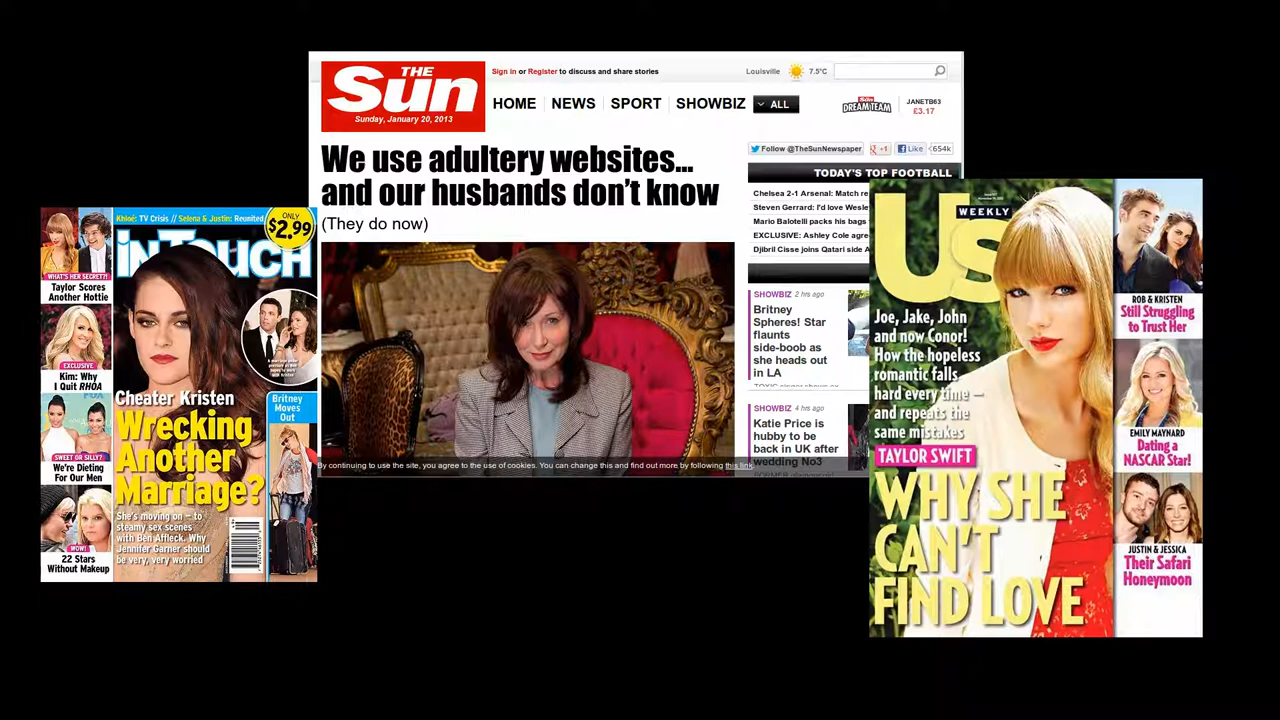 THE
Sun
Sunday, January 20, 2013
Sign in or Register to discuss and share stories
Louisville
7.5°C
HOME
NEWS
SPORT
SHOWBIZ
ALL
DREAM TEAM
JANETB63
£3.17
We use adultery websites...
and our husbands don't know
(They do now)
Follow @TheSunNewspaper
+1
Like
654k
TODAY'S TOP FOOTBALL
Chelsea 2-1 Arsenal: Match re
Steven Gerrard: I'd love Wesle
Mario Balotelli packs his bags
EXCLUSIVE: Ashley Cole agre
Djibril Cisse joins Qatari side A
SHOWBIZ 2 hrs ago
Britney
Spheres! Star
flaunts
side-boob as
she heads out
in LA
SHOWBIZ 4 hrs ago
Katie Price is
hubby to be
back in UK after
wedding No3
By continuing to use the site, you agree to the use of cookies. You can change this and find out more by following this link
Khloé: TV Crisis // Selena & Justin: Reunited
ONLY
$2.99
INTOUCH
WHAT'S HER SECRET?!
Taylor Scores
Another Hottie
EXCLUSIVE
Kim: Why
I Quit RHOA
SWEET OR SILLY?
We're Dieting
For Our Men
WOW!
22 Stars
Without Makeup
Cheater Kristen
Wrecking
Another
Marriage?
She's moving on — to
steamy sex scenes
with Ben Affleck. Why
Jennifer Garner should
be very, very worried
Britney
Moves
Out
Us
WEEKLY
Joe, Jake, John
and now Conor!
How the hopeless
romantic falls
hard every time —
and repeats the
same mistakes
TAYLOR SWIFT
WHY SHE
CAN'T
FIND LOVE
ROB & KRISTEN
Still Struggling
to Trust Her
EMILY MAYNARD
Dating a
NASCAR Star!
JUSTIN & JESSICA
Their Safari
Honeymoon